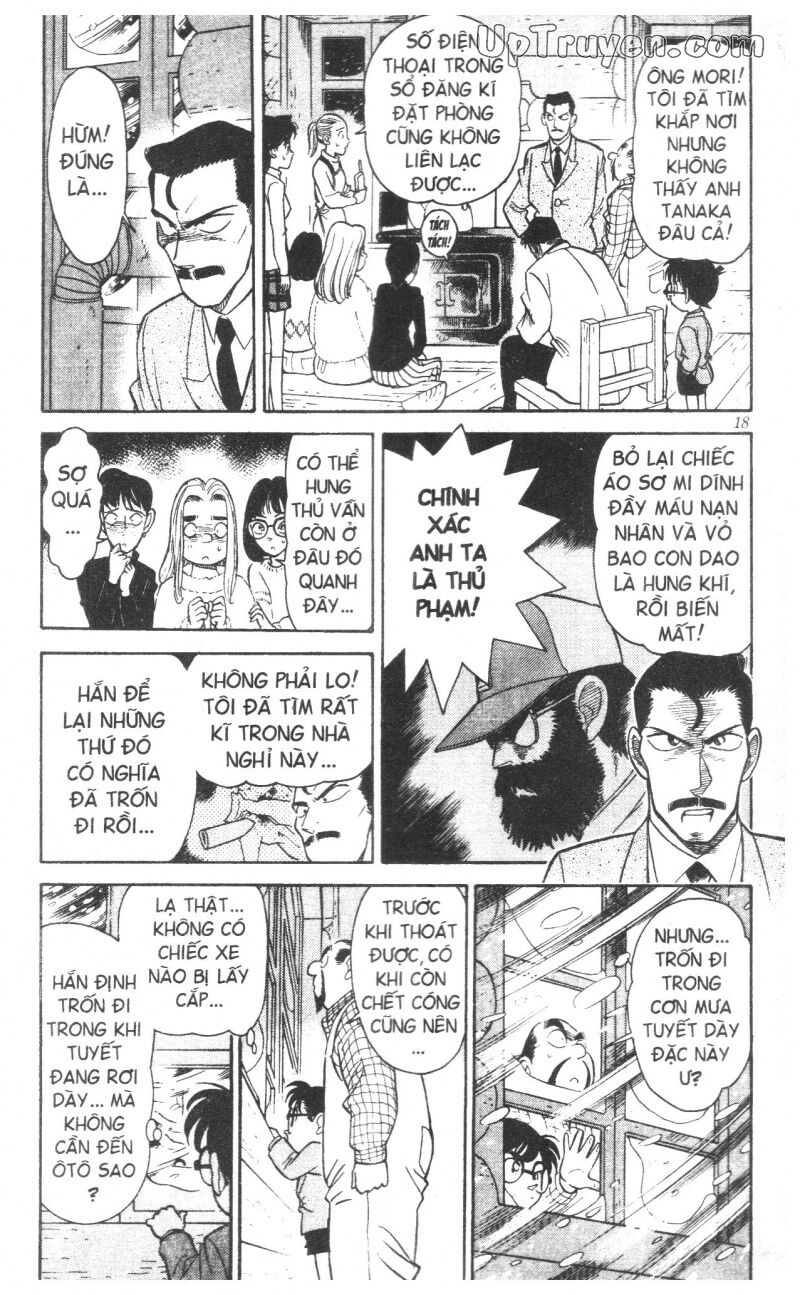 UpTruyen.com
ÔNG MORI!
TÔI ĐÃ TÌM
KHẮP NƠI
NHƯNG
KHÔNG
THẤY ANH
TANAKA
ĐÂU CẢ!
SỐ ĐIỆN
THOẠI TRONG
SỔ ĐĂNG KÍ
ĐẶT PHÒNG
CŨNG KHÔNG
LIÊN LẠC
ĐƯỢC...
TÁCH
TÁCH!
HỪM!
ĐÚNG
LÀ...
18
BỎ LẠI CHIẾC
ÁO SƠ MI DÍNH
ĐẦY MÁU NẠN
NHÂN VÀ VỎ
BAO CON DAO
LÀ HUNG KHÍ,
RỒI BIẾN
MẤT!
CHÍNH
XÁC
ANH TA
LÀ THỦ
PHẠM!
CÓ THỂ
HUNG
THỦ VẪN
CÒN Ở
ĐÂU ĐÓ
QUANH
ĐÂY...
SỢ
QUÁ
...
KHÔNG PHẢI LO!
TÔI ĐÃ TÌM RẤT
KĨ TRONG NHÀ
NGHỈ NÀY...
HẮN ĐỂ
LẠI NHỮNG
THỨ ĐÓ
CÓ NGHĨA
ĐÃ TRỐN
ĐI RỒI...
NHƯNG...
TRỐN ĐI
TRONG
CƠN MƯA
TUYẾT DÀY
ĐẶC NÀY
Ư?
TRƯỚC
KHI THOÁT
ĐƯỢC, CÓ
KHI CÒN
CHẾT CÓNG
CŨNG NÊN
...
LẠ THẬT...
KHÔNG CÓ
CHIẾC XE
NÀO BỊ LẤY
CẮP...
HẮN ĐỊNH
TRỐN ĐI
TRONG KHI
TUYẾT
ĐANG RƠI
DÀY... MÀ
KHÔNG
CẦN ĐẾN
ÔTÔ SAO
?